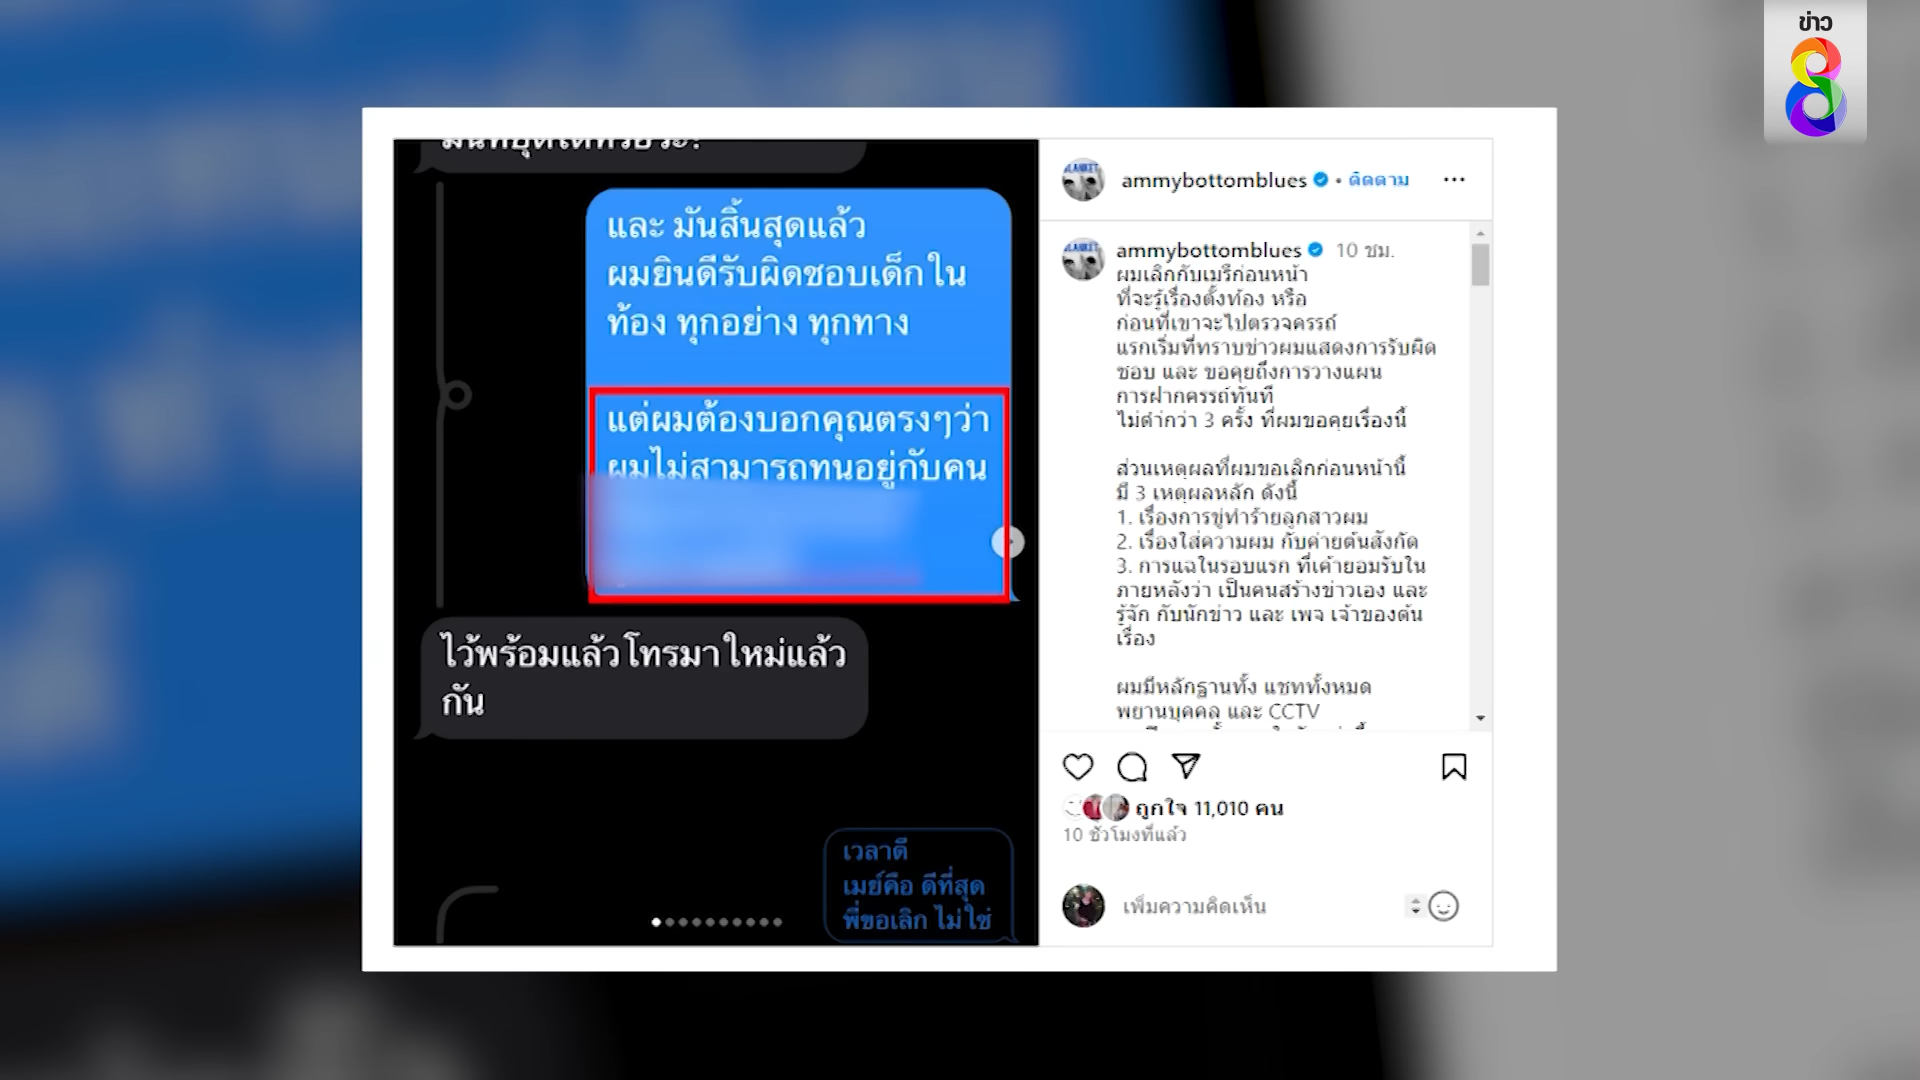 ข่าว
8
และ มันสิ้นสุดแล้ว
ผมยินดีรับผิดชอบเด็กใน
ท้อง ทุกอย่าง ทุกทาง
แต่ผมต้องบอกคุณตรงๆว่า
ผมไม่สามารถทนอยู่กับคน
ไว้พร้อมแล้วโทรมาใหม่แล้ว
กัน
เวลาดี
เมย์คือ ดีที่สุด
พี่ขอเลิก ไม่ใช่
ammybottomblues • ติดตาม
ammybottomblues 10 ชม.
ผมเลิกกับเมรีก่อนหน้า
ที่จะรู้เรื่องตั้งท้อง หรือ
ก่อนที่เขาจะไปตรวจครรถ์
แรกเริ่มที่ทราบข่าวผมแสดงการรับผิด
ชอบ และ ขอคุยถึงการวางแผน
การฝากครรถ์ทันที
ไม่ต่ำกว่า 3 ครั้ง ที่ผมขอคุยเรื่องนี้
ส่วนเหตุผลที่ผมขอเลิกก่อนหน้านี้
มี 3 เหตุผลหลัก ดังนี้
1. เรื่องการขู่ทำร้ายลูกสาวผม
2. เรื่องใส่ความผม กับค่ายต้นสังกัด
3. การแฉในรอบแรก ที่เค้ายอมรับใน
ภายหลังว่า เป็นคนสร้างข่าวเอง และ
รู้จัก กับนักข่าว และ เพจ เจ้าของต้น
เรื่อง
ผมมีหลักฐานทั้ง แชททั้งหมด
พยานบุคคล และ CCTV
ถูกใจ 11,010 คน
10 ชั่วโมงที่แล้ว
เพิ่มความคิดเห็น